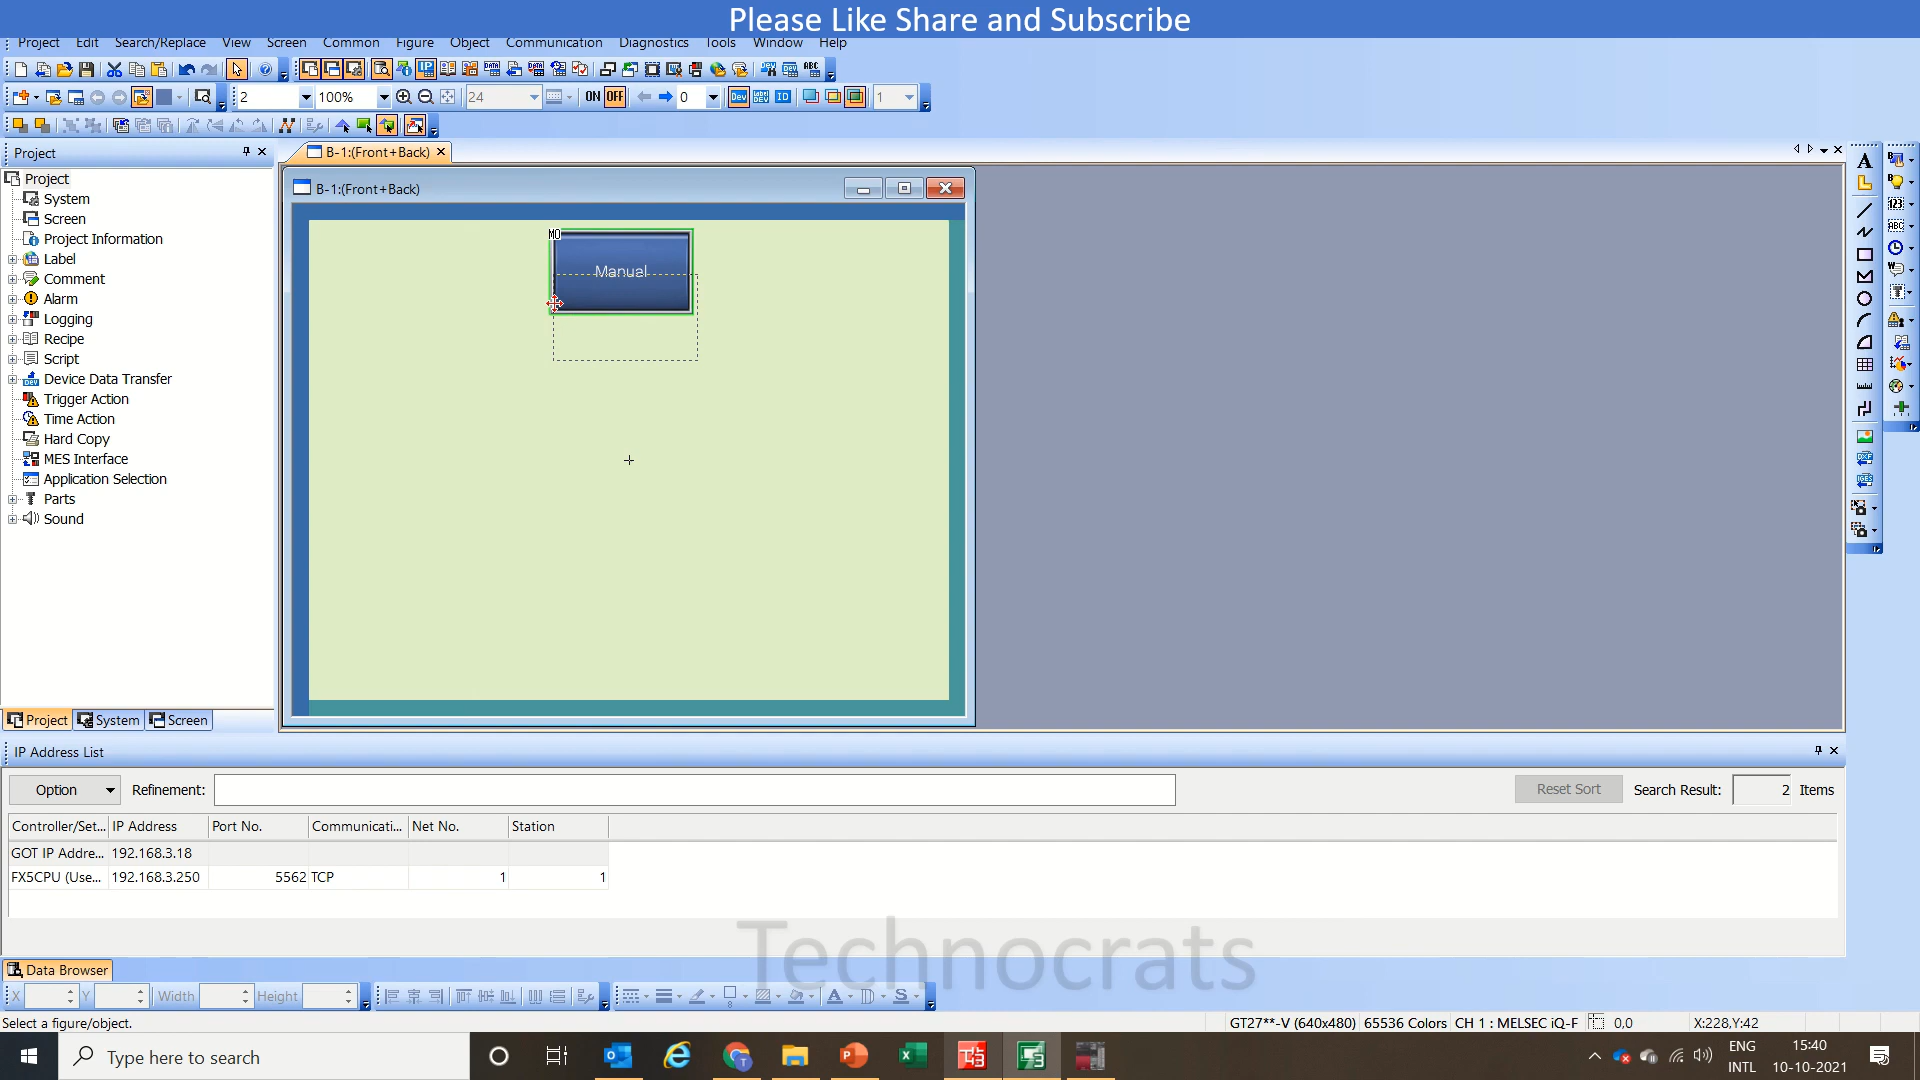 Please Like Share and Subscribe
Project Edit Search/Replace View Screen Common Figure Object Communication Diagnostics Tools Window Help
2 100% 24 ON OFF 0 Dev ID 1
Project
B-1:(Front+Back)
Project
System
Screen
Project Information
Label
Comment
Alarm
Logging
Recipe
Script
Device Data Transfer
Trigger Action
Time Action
Hard Copy
MES Interface
Application Selection
Parts
Sound
B-1:(Front+Back)
M0
Manual
Project System Screen
IP Address List
Option Refinement: Reset Sort Search Result: 2 Items
Controller/Set... IP Address Port No. Communicati... Net No. Station
GOT IP Addre... 192.168.3.18
FX5CPU (Use... 192.168.3.250 5562 TCP 1 1
Technocrats
Data Browser
X Y Width Height
Select a figure/object. GT27**-V (640x480) 65536 Colors CH 1 : MELSEC iQ-F 0,0 X:228,Y:42
Type here to search
ENG
INTL
15:40
10-10-2021